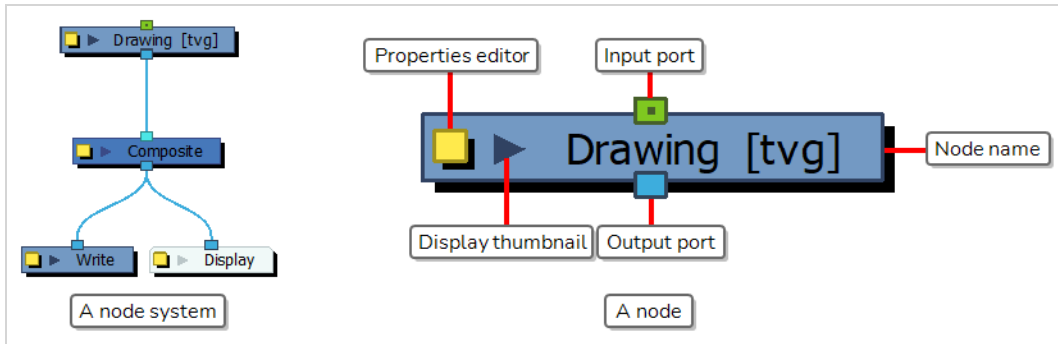 Drawing [tvg]
Composite
Write
Display
A node system
Properties editor
Input port
Drawing [tvg]
Node name
Display thumbnail
Output port
A node